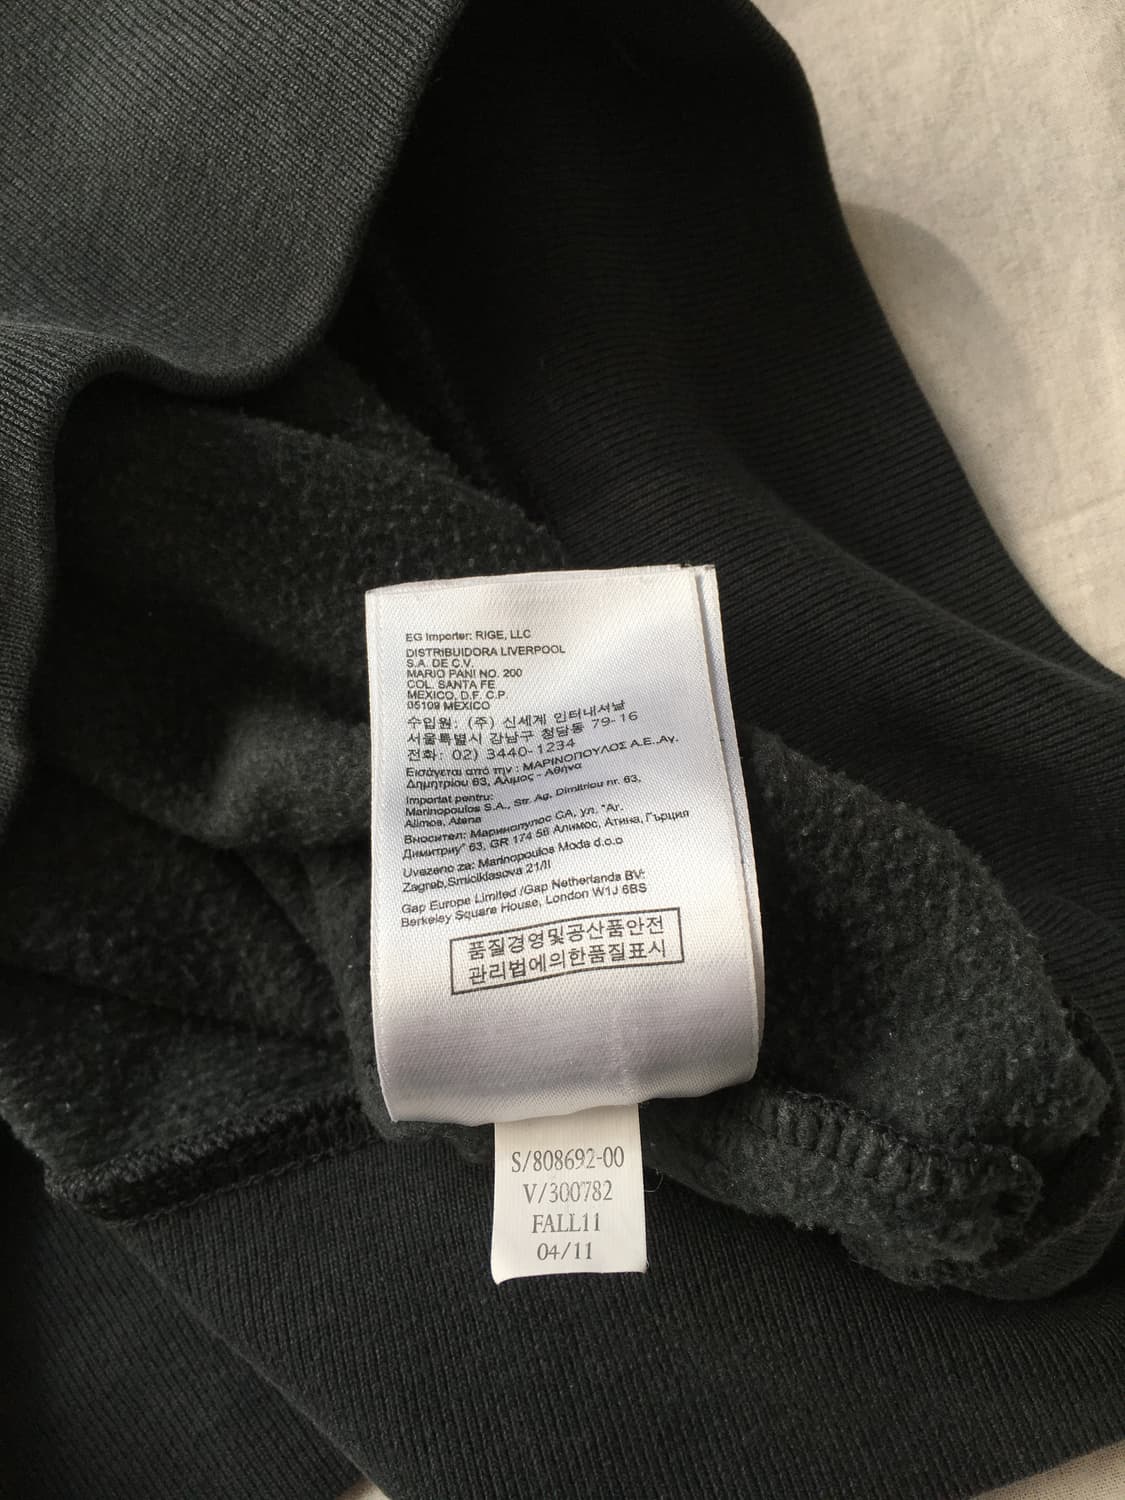 EG Importer: RIGE, LLC
DISTRIBUIDORA LIVERPOOL
S.A. DE C.V.
MARIO PANI NO. 200
COL. SANTA FE
MEXICO, D.F. C.P.
05109 MEXICO
수입원: (주) 신세계 인터내셔날
서울특별시 강남구 청담동 79-16
전화: 02) 3440-1234
Εισάγεται από την : ΜΑΡΙΝΟΠΟΥΛΟΣ Α.Ε.,Αγ.
Δημητρίου 63, Αλιμος - Αθήνα
Importat pentru:
Marinopoulos S.A., Str. Ag. Dimitriou nr. 63,
Alimos, Atena
Вносител: Маринопулос СА, ул. "Аг.
Димитриу" 63, GR 174 56 Алимос, Атина, Гърция
Uvezeno za: Marinopoulos Moda d.o.o
Zagreb,Smiciklasova 21/II
Gap Europe Limited /Gap Netherlands BV:
Berkeley Square House, London W1J 6BS
품질경영및공산품안전
관리법에의한품질표시
S/808692-00
V/300782
FALL11
04/11